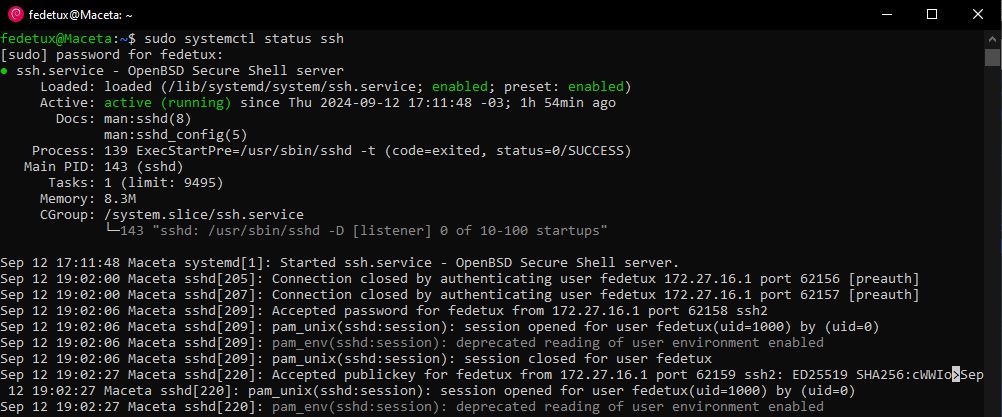 fedetux@Maceta: ~
fedetux@Maceta:~$ sudo systemctl status ssh
[sudo] password for fedetux:
● ssh.service - OpenBSD Secure Shell server
Loaded: loaded (/lib/systemd/system/ssh.service; enabled; preset: enabled)
Active: active (running) since Thu 2024-09-12 17:11:48 -03; 1h 54min ago
Docs: man:sshd(8)
man:sshd_config(5)
Process: 139 ExecStartPre=/usr/sbin/sshd -t (code=exited, status=0/SUCCESS)
Main PID: 143 (sshd)
Tasks: 1 (limit: 9495)
Memory: 8.3M
CGroup: /system.slice/ssh.service
└─143 "sshd: /usr/sbin/sshd -D [listener] 0 of 10-100 startups"
Sep 12 17:11:48 Maceta systemd[1]: Started ssh.service - OpenBSD Secure Shell server.
Sep 12 19:02:00 Maceta sshd[205]: Connection closed by authenticating user fedetux 172.27.16.1 port 62156 [preauth]
Sep 12 19:02:00 Maceta sshd[207]: Connection closed by authenticating user fedetux 172.27.16.1 port 62157 [preauth]
Sep 12 19:02:06 Maceta sshd[209]: Accepted password for fedetux from 172.27.16.1 port 62158 ssh2
Sep 12 19:02:06 Maceta sshd[209]: pam_unix(sshd:session): session opened for user fedetux(uid=1000) by (uid=0)
Sep 12 19:02:06 Maceta sshd[209]: pam_env(sshd:session): deprecated reading of user environment enabled
Sep 12 19:02:06 Maceta sshd[209]: pam_unix(sshd:session): session closed for user fedetux
Sep 12 19:02:27 Maceta sshd[220]: Accepted publickey for fedetux from 172.27.16.1 port 62159 ssh2: ED25519 SHA256:cWWIo>Sep
12 19:02:27 Maceta sshd[220]: pam_unix(sshd:session): session opened for user fedetux(uid=1000) by (uid=0)
Sep 12 19:02:27 Maceta sshd[220]: pam_env(sshd:session): deprecated reading of user environment enabled